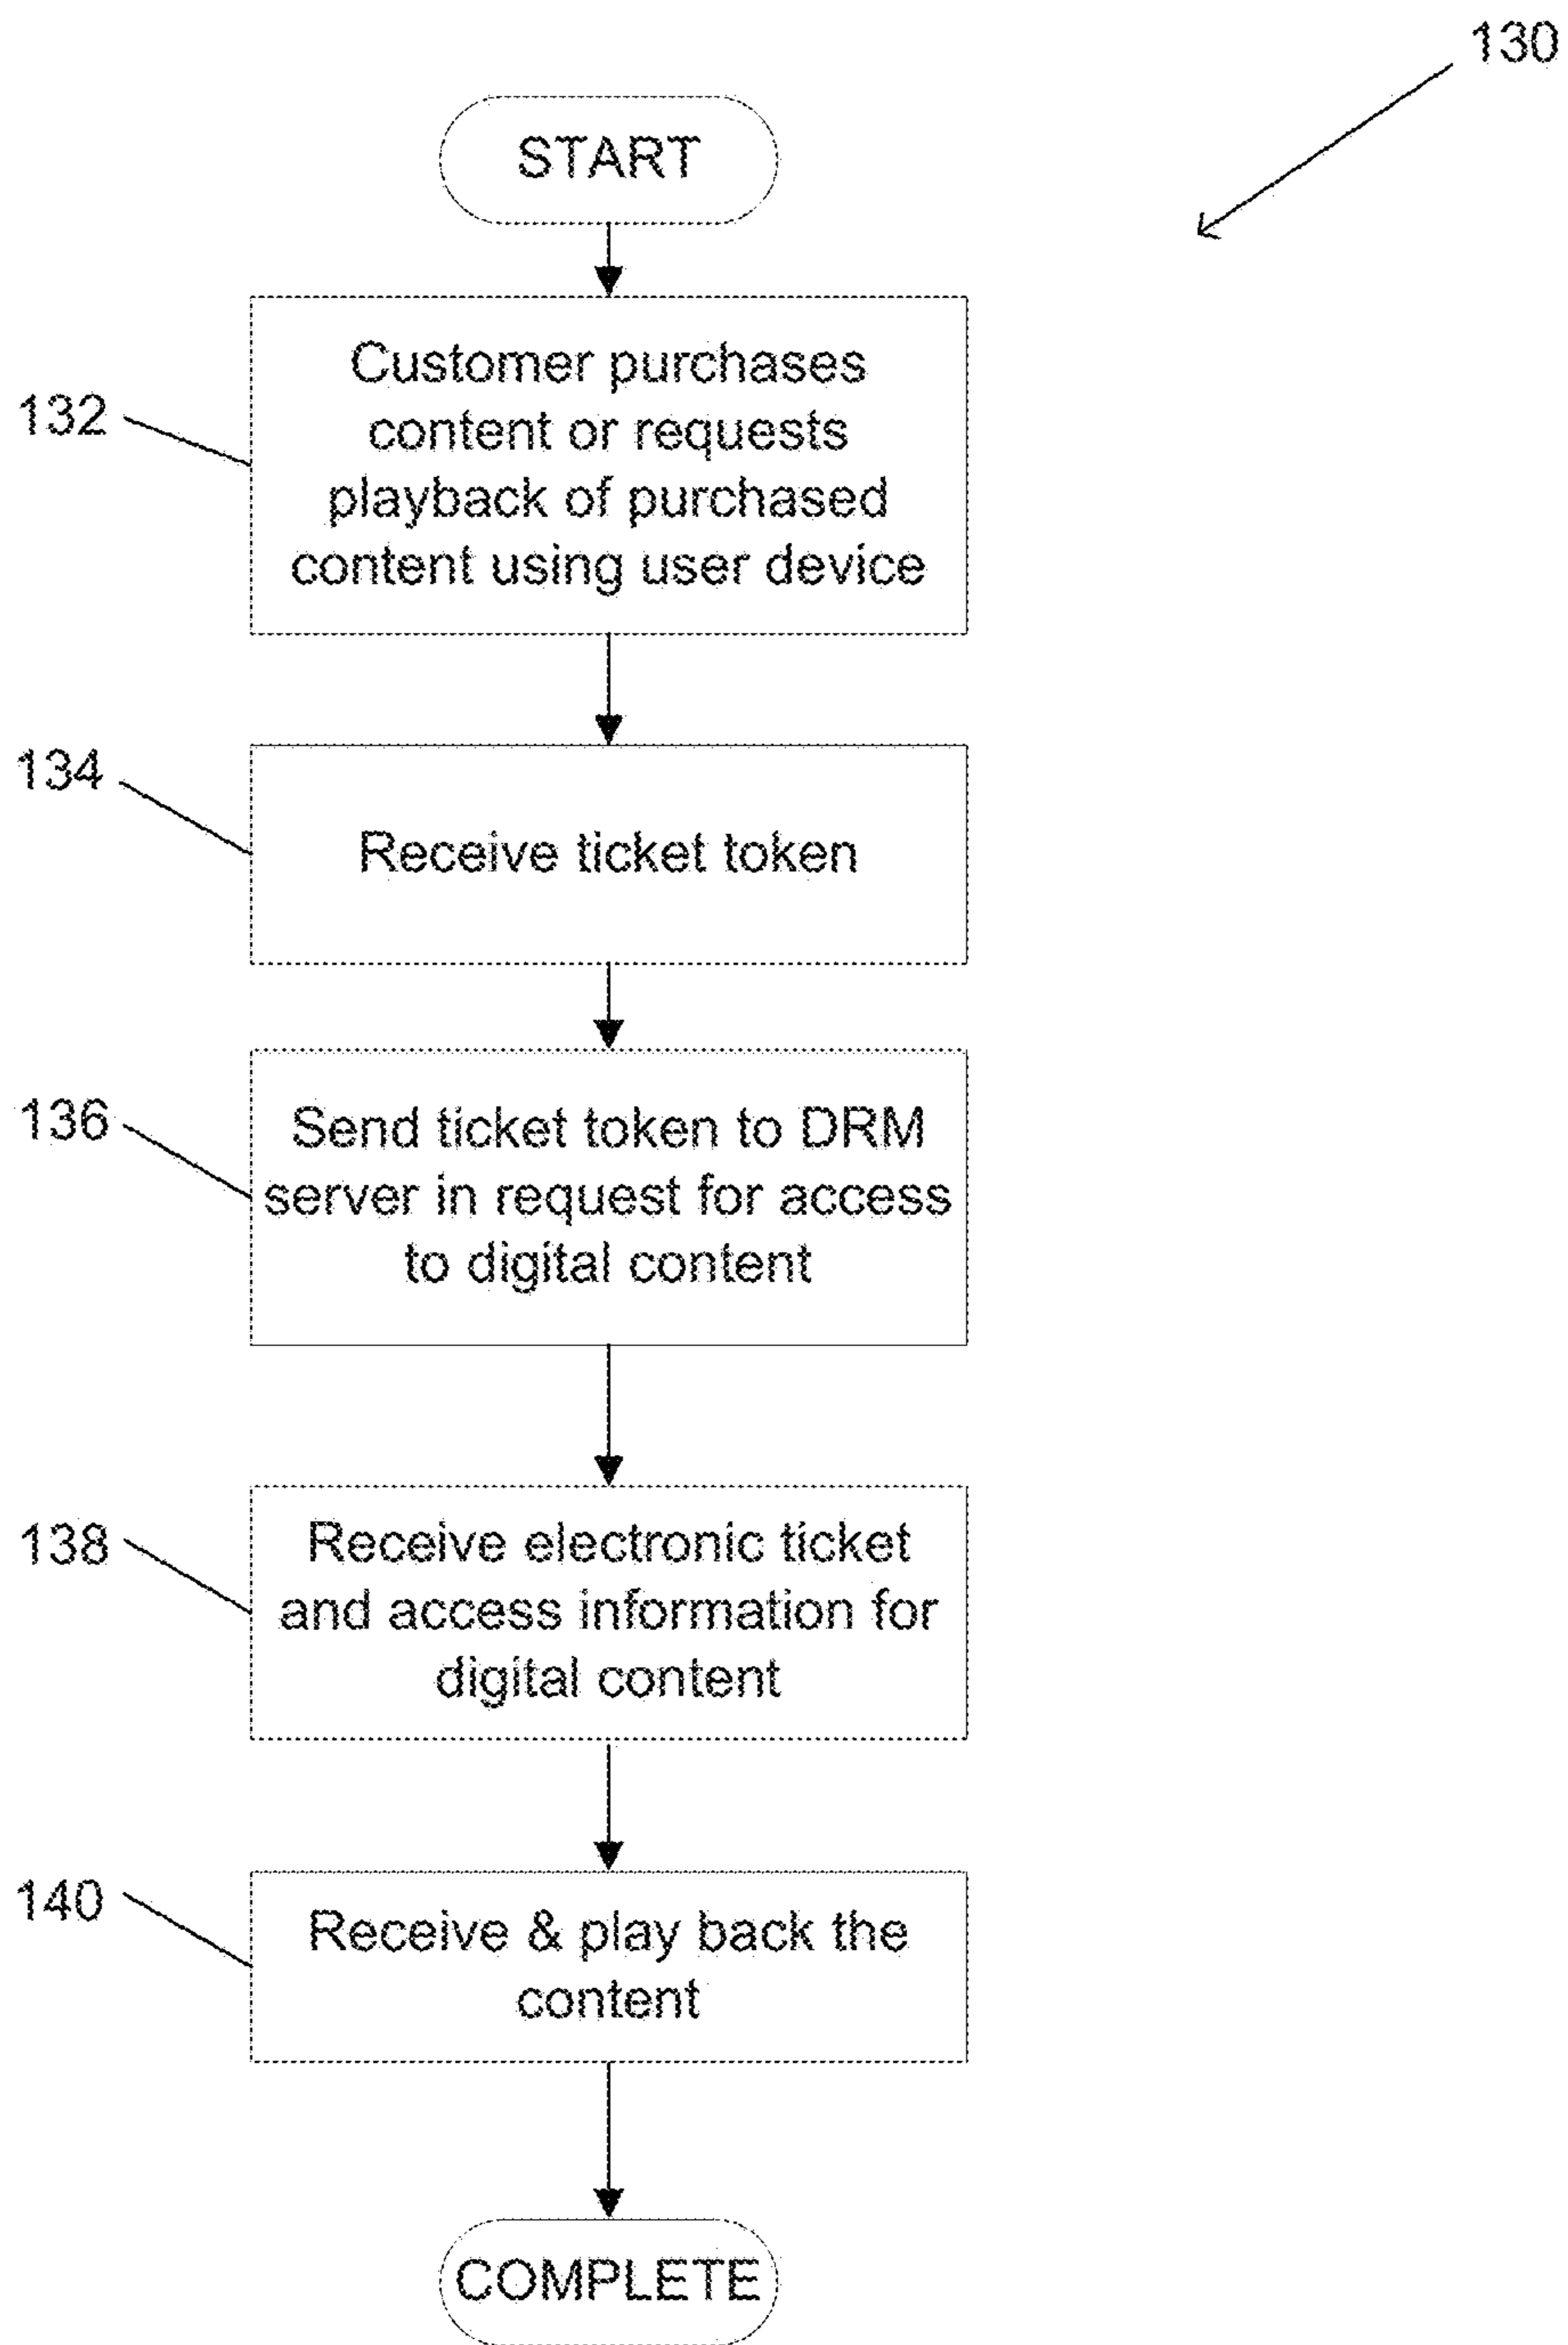 130
START
132
Customer purchases
content or requests
playback of purchased
content using user device
134
Receive ticket token
136
Send ticket token to DRM
server in request for access
to digital content
138
Receive electronic ticket
and access information for
digital content
140
Receive & play back the
content
COMPLETE